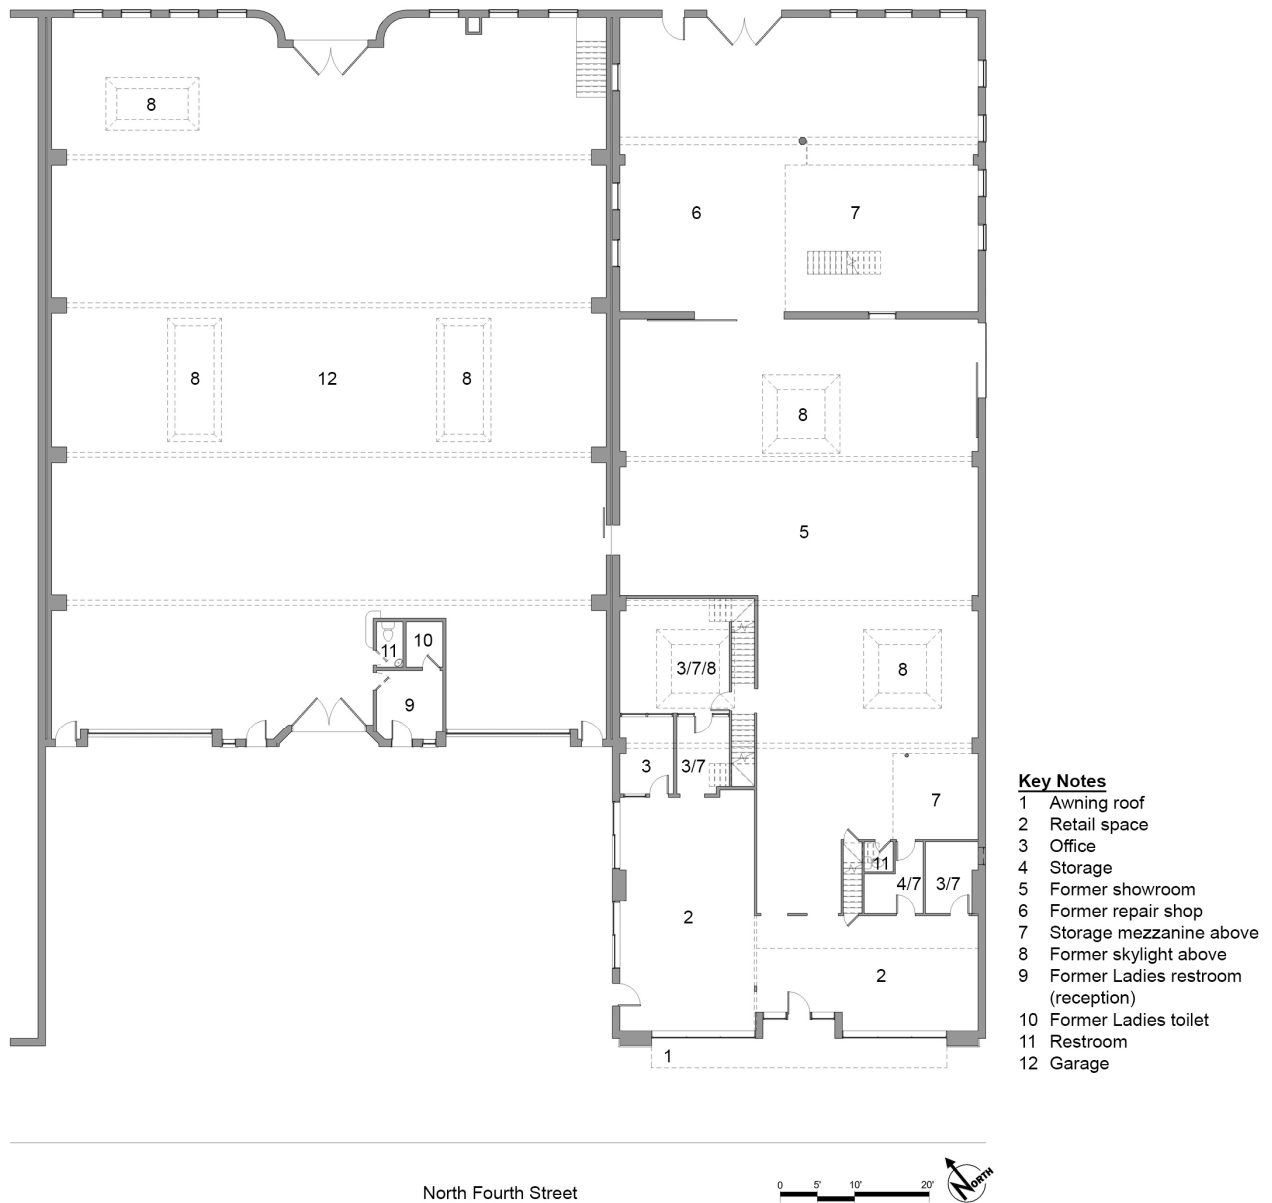 8
6
7
8
12
8
8
5
11
10
3/7/8
8
9
3
3/7
7
11
4/7
3/7
2
2
1
Key Notes
1 Awning roof
2 Retail space
3 Office
4 Storage
5 Former showroom
6 Former repair shop
7 Storage mezzanine above
8 Former skylight above
9 Former Ladies restroom
(reception)
10 Former Ladies toilet
11 Restroom
12 Garage
North Fourth Street
0 5' 10' 20'
NORTH